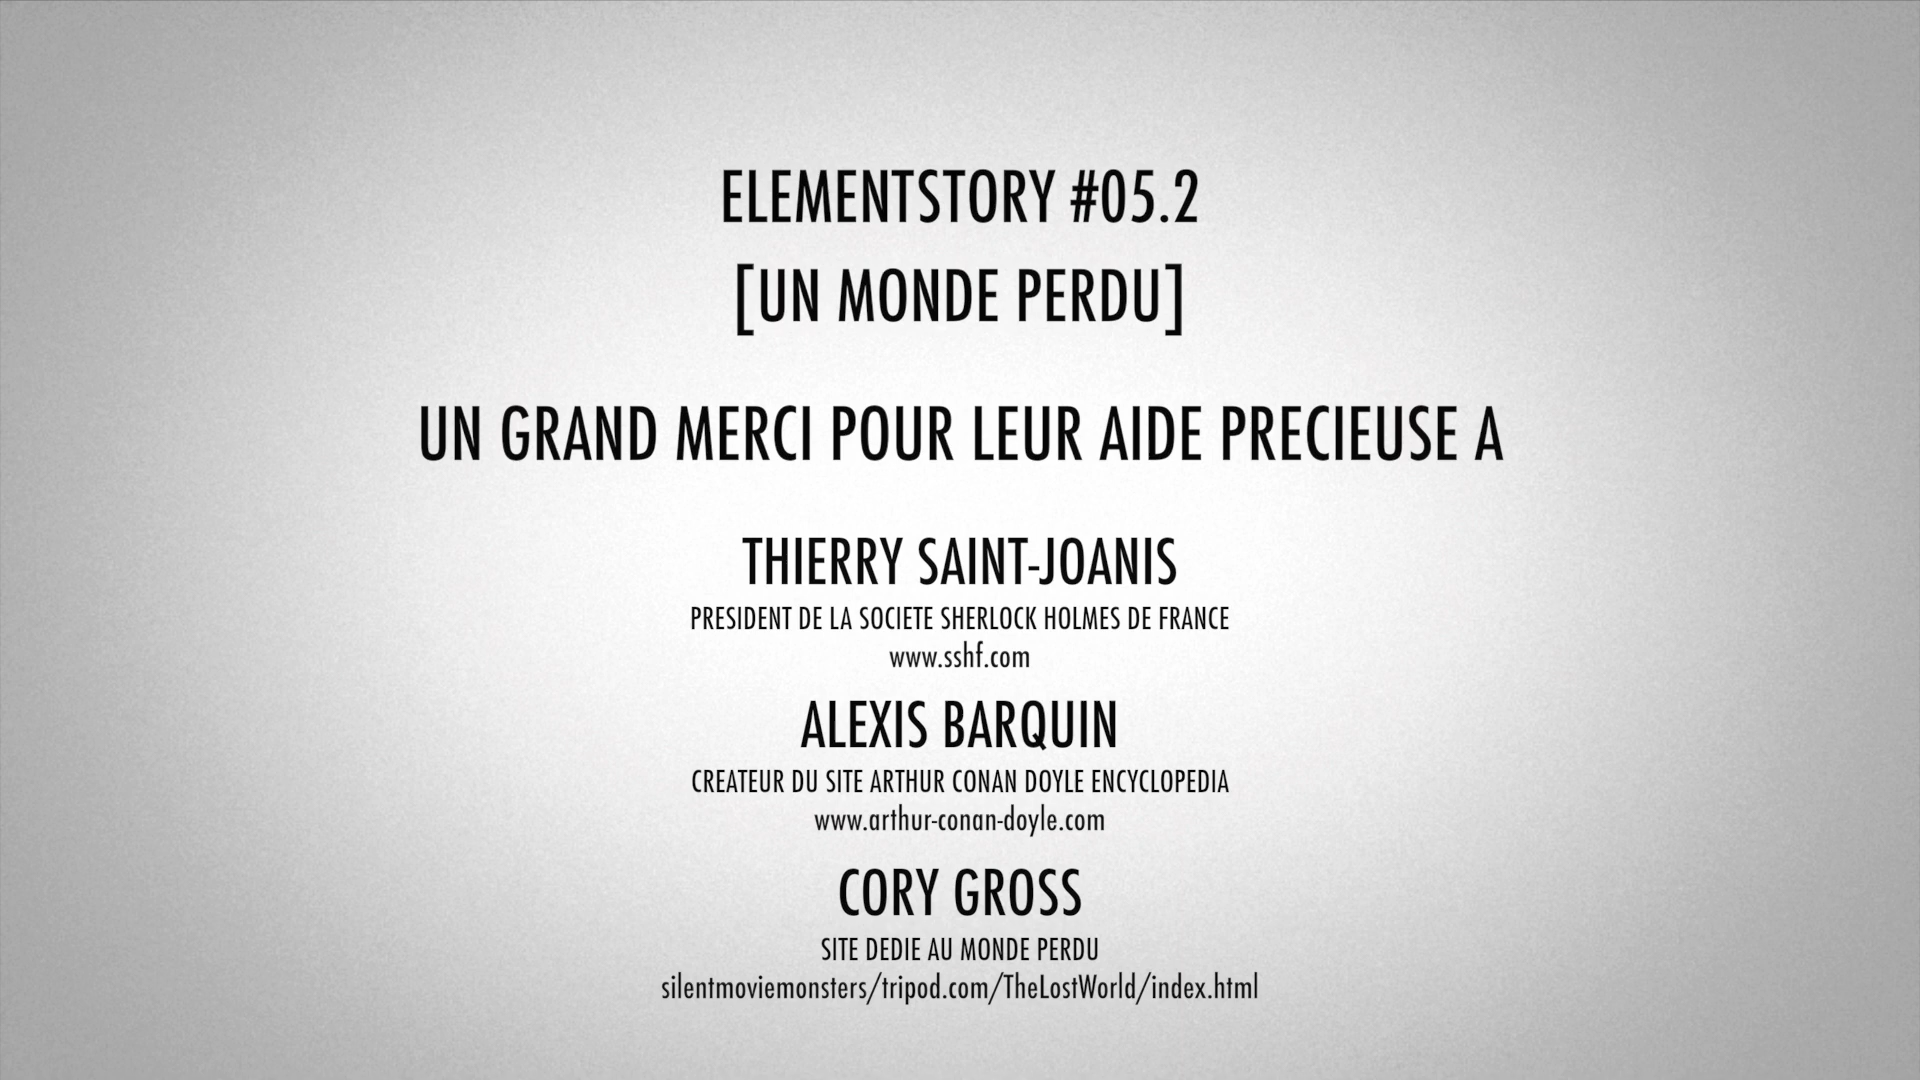 ELEMENTSTORY #05.2
[UN MONDE PERDU]
UN GRAND MERCI POUR LEUR AIDE PRECIEUSE A
THIERRY SAINT-JOANIS
PRESIDENT DE LA SOCIETE SHERLOCK HOLMES DE FRANCE
www.sshf.com
ALEXIS BARQUIN
CREATEUR DU SITE ARTHUR CONAN DOYLE ENCYCLOPEDIA
www.arthur-conan-doyle.com
CORY GROSS
SITE DEDIE AU MONDE PERDU
silentmoviemonsters/tripod.com/TheLostWorld/index.html